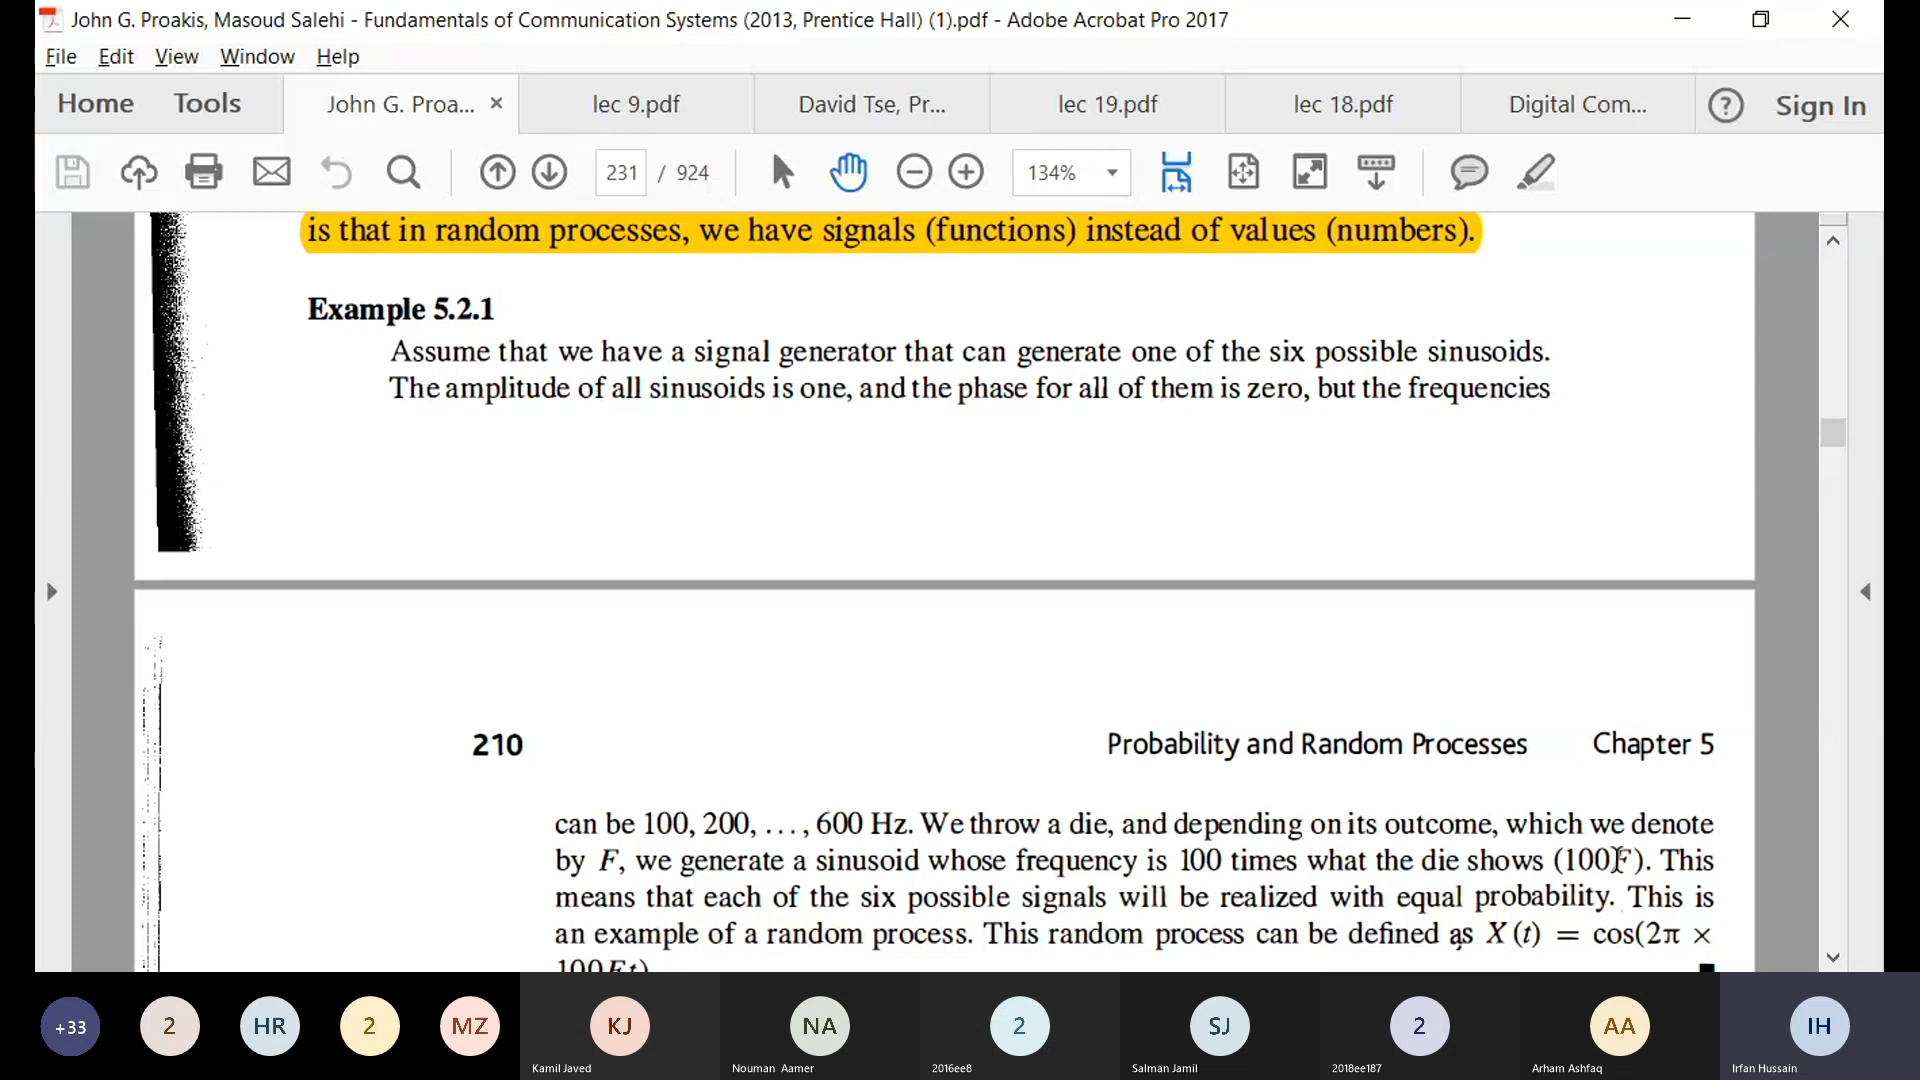 John G. Proakis, Masoud Salehi - Fundamentals of Communication Systems (2013, Prentice Hall) (1).pdf - Adobe Acrobat Pro 2017
File Edit View Window Help
Home Tools John G. Proa... × lec 9.pdf David Tse, Pr... lec 19.pdf lec 18.pdf Digital Com... ? Sign In
231 / 924 134%
is that in random processes, we have signals (functions) instead of values (numbers).
Example 5.2.1
Assume that we have a signal generator that can generate one of the six possible sinusoids.
The amplitude of all sinusoids is one, and the phase for all of them is zero, but the frequencies
210 Probability and Random Processes Chapter 5
can be 100, 200, ..., 600 Hz. We throw a die, and depending on its outcome, which we denote
by F, we generate a sinusoid whose frequency is 100 times what the die shows (100F). This
means that each of the six possible signals will be realized with equal probability. This is
an example of a random process. This random process can be defined as X(t) = cos(2π ×
100Ft)
+33 2 HR 2 MZ KJ NA 2 SJ 2 AA IH
Kamil Javed Nouman Aamer 2016ee8 Salman Jamil 2018ee187 Arham Ashfaq Irfan Hussain